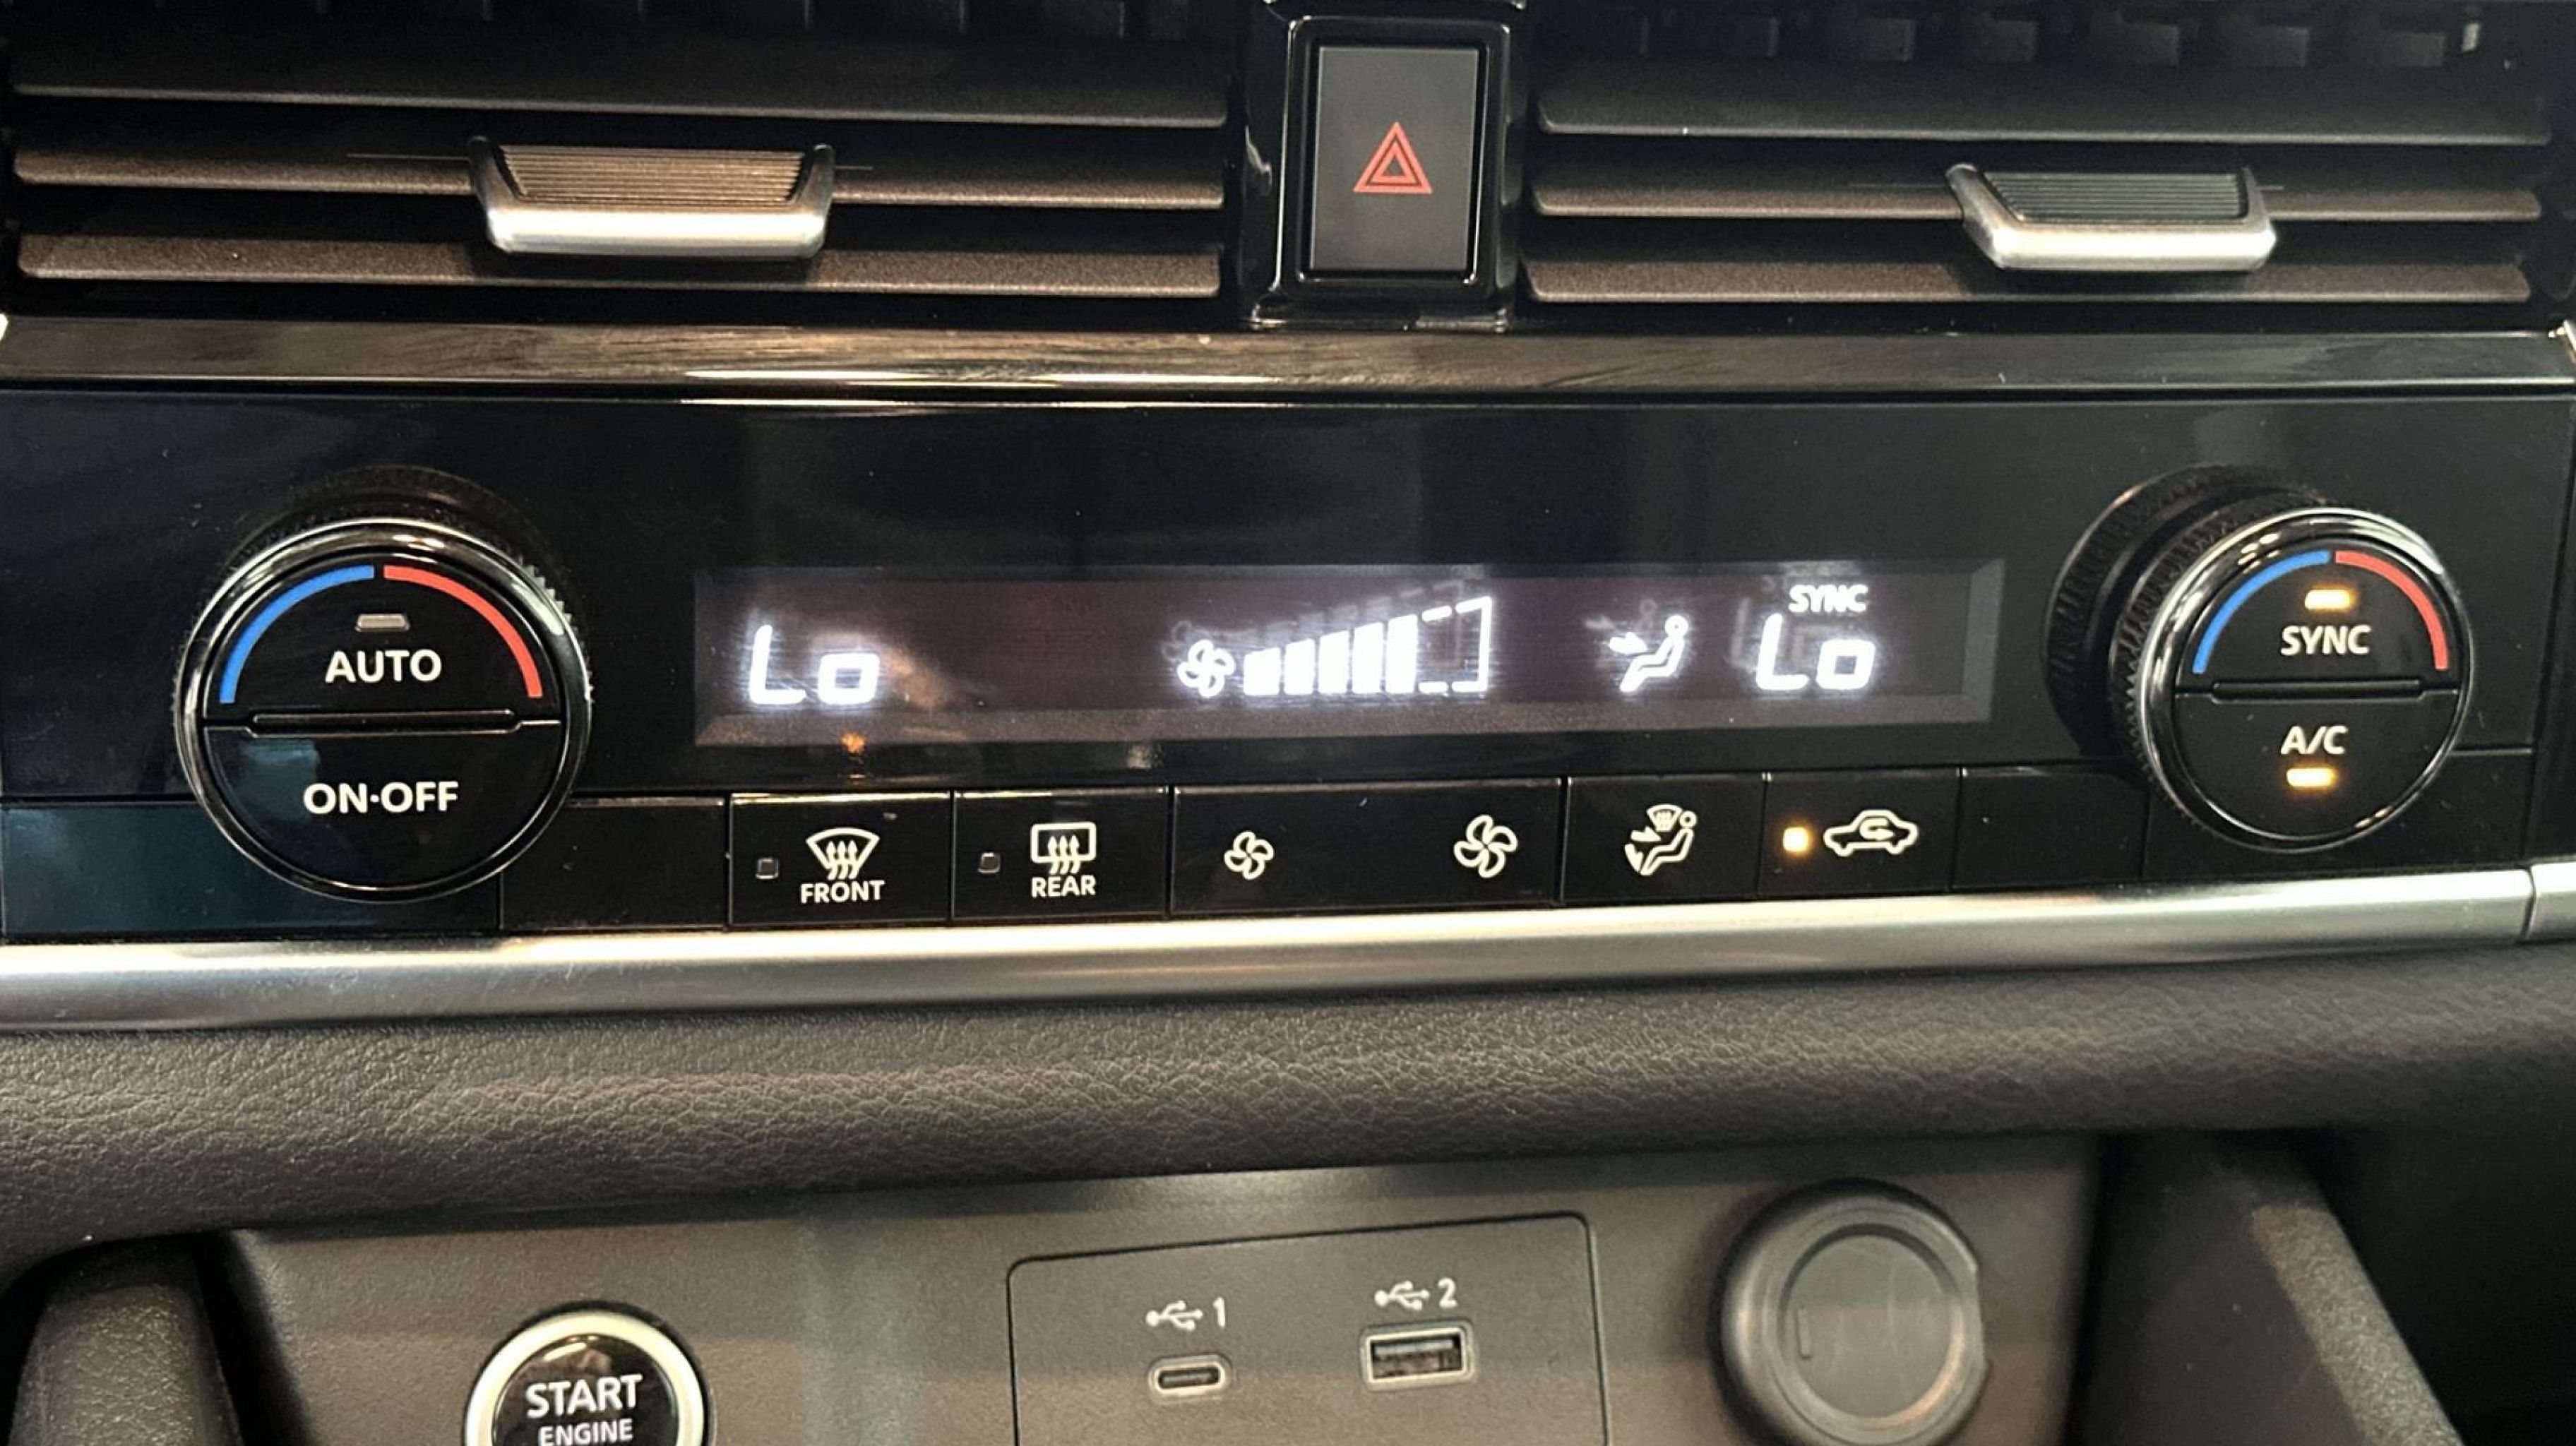 SYNC
Lo
Lo
AUTO
ON·OFF
SYNC
A/C
FRONT
REAR
1
2
START
ENGINE